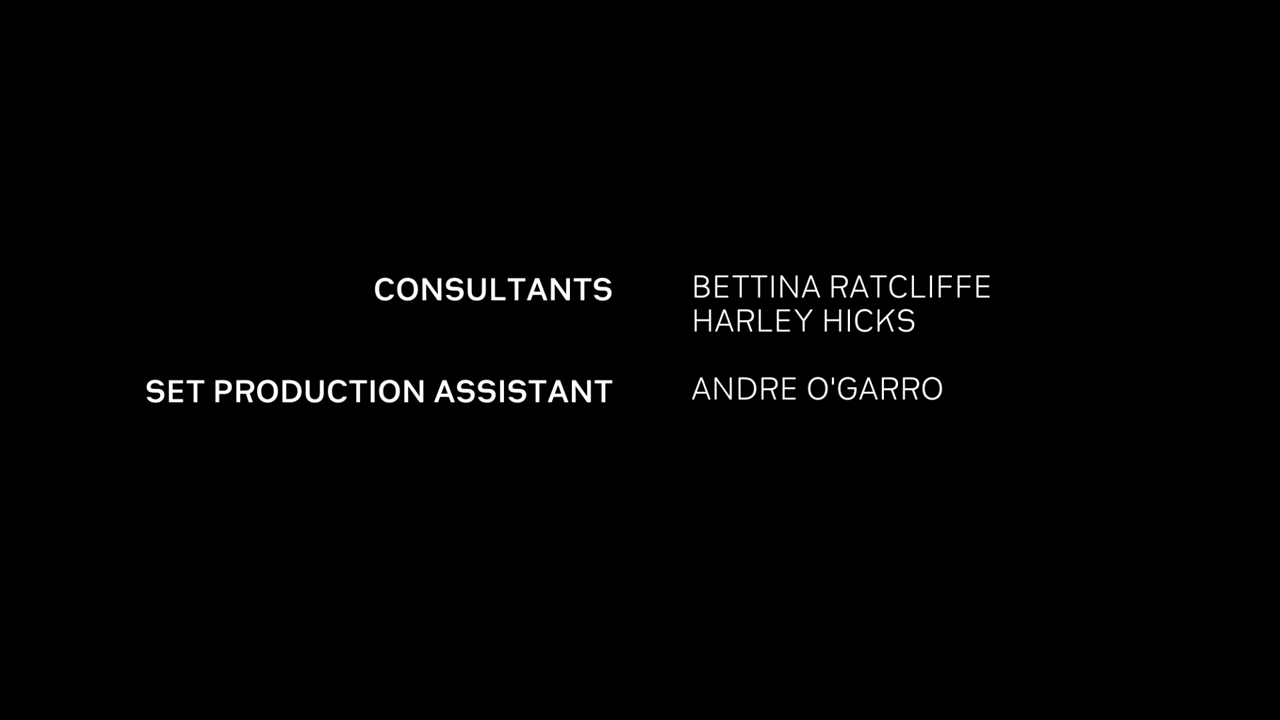 CONSULTANTS BETTINA RATCLIFFE
HARLEY HICKS
SET PRODUCTION ASSISTANT ANDRE O'GARRO